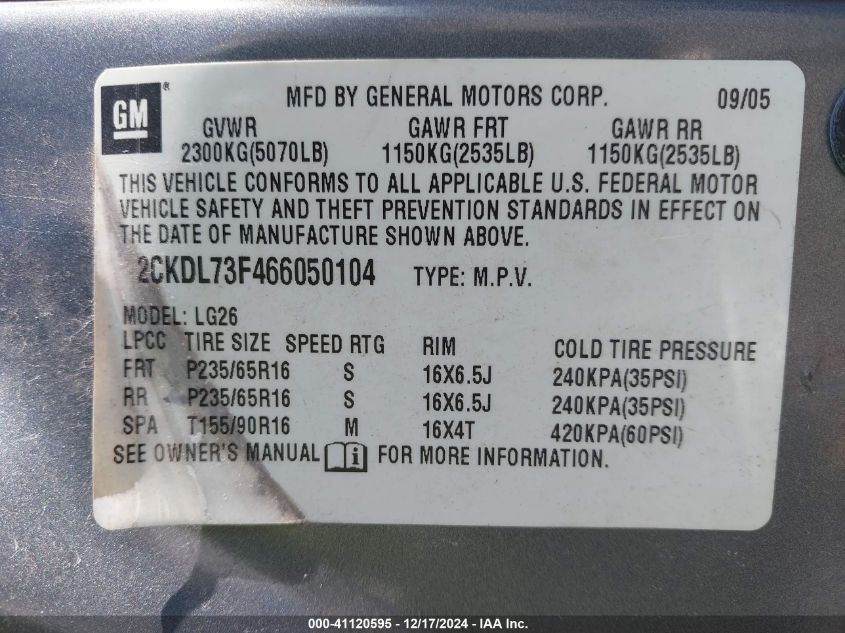 GM ® MFD BY GENERAL MOTORS CORP. 09/05
GVWR GAWR FRT GAWR RR
2300KG(5070LB) 1150KG(2535LB) 1150KG(2535LB)
THIS VEHICLE CONFORMS TO ALL APPLICABLE U.S. FEDERAL MOTOR
VEHICLE SAFETY AND THEFT PREVENTION STANDARDS IN EFFECT ON
THE DATE OF MANUFACTURE SHOWN ABOVE.
2CKDL73F466050104 TYPE: M.P.V.
MODEL: LG26
LPCC TIRE SIZE SPEED RTG RIM COLD TIRE PRESSURE
FRT P235/65R16 S 16X6.5J 240KPA(35PSI)
RR P235/65R16 S 16X6.5J 240KPA(35PSI)
SPA T155/90R16 M 16X4T 420KPA(60PSI)
SEE OWNER'S MANUAL i FOR MORE INFORMATION.
000-41120595 - 12/17/2024 - IAA Inc.